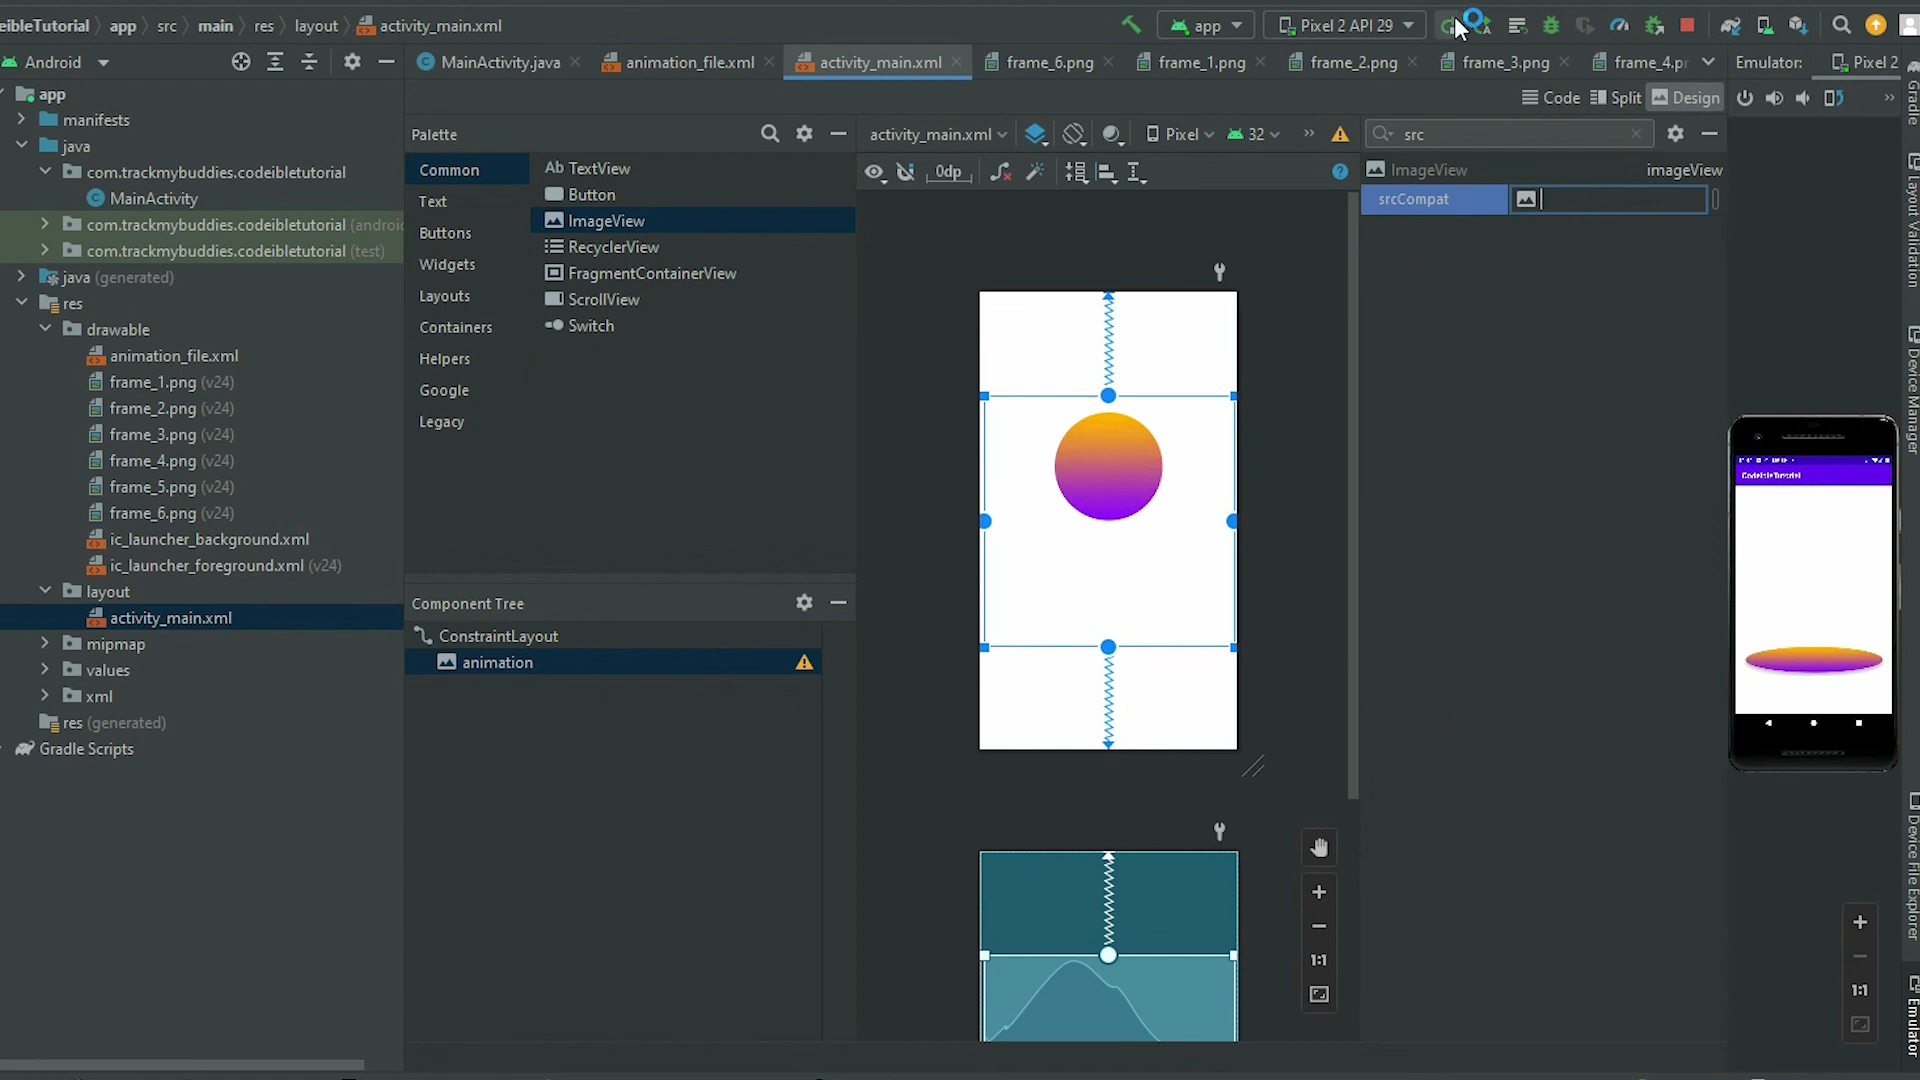 eibleTutorial app src main res layout activity_main.xml
app Pixel 2 API 29
Android
MainActivity.java animation_file.xml activity_main.xml frame_6.png frame_1.png frame_2.png frame_3.png frame_4.pr Emulator: Pixel 2
Code Split Design
app
manifests
java
com.trackmybuddies.codeibletutorial
MainActivity
com.trackmybuddies.codeibletutorial (androic
com.trackmybuddies.codeibletutorial (test)
java (generated)
res
drawable
animation_file.xml
frame_1.png (v24)
frame_2.png (v24)
frame_3.png (v24)
frame_4.png (v24)
frame_5.png (v24)
frame_6.png (v24)
ic_launcher_background.xml
ic_launcher_foreground.xml (v24)
layout
activity_main.xml
mipmap
values
xml
res (generated)
Gradle Scripts
Palette
Common
Text
Buttons
Widgets
Layouts
Containers
Helpers
Google
Legacy
Ab TextView
Button
ImageView
RecyclerView
FragmentContainerView
ScrollView
Switch
Component Tree
ConstraintLayout
animation
activity_main.xml Pixel 32
0dp
1:1
src
ImageView imageView
srcCompat
CodeibleTutorial
1:1
Gradle
Layout Validation
Device Manager
Device File Explorer
Emulator